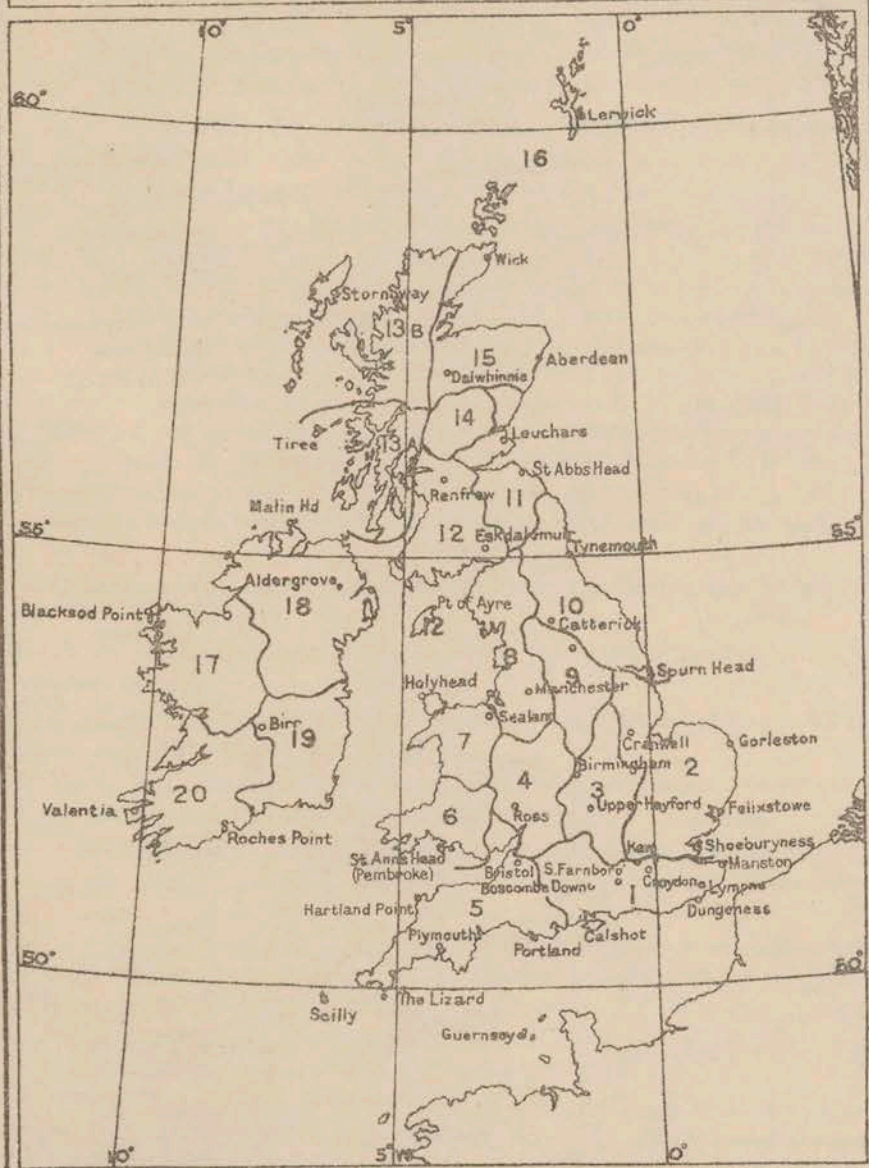 10°
5°
0°
60°
Lerwick
16
Wick
Stornoway
13 B
15
Aberdeen
Dalwhinnie
14
Tiree
13 A
Leuchars
St Abbs Head
Renfrew
11
Malin Hd
55°
12
Eskdalemuir
Tynemouth
55°
Aldergrove
18
Pt of Ayre
10
Blacksod Point
12
Catterick
17
8
9
Spurn Head
Holyhead
Manchester
Sealand
Birr
19
7
Cranwell
Gorleston
Birmingham
2
4
3
20
Upper Heyford
Felixstowe
Valentia
6
Ross
Roches Point
Kew
Shoeburyness
St Anns Head
(Pembroke)
Bristol
S. Farnboro
Manston
Boscombe Down
Croydon
Lympne
Hartland Point
1
Dungeness
5
Plymouth
Portland
Calshot
50°
50°
The Lizard
Scilly
Guernsey
10°
5° W
0°